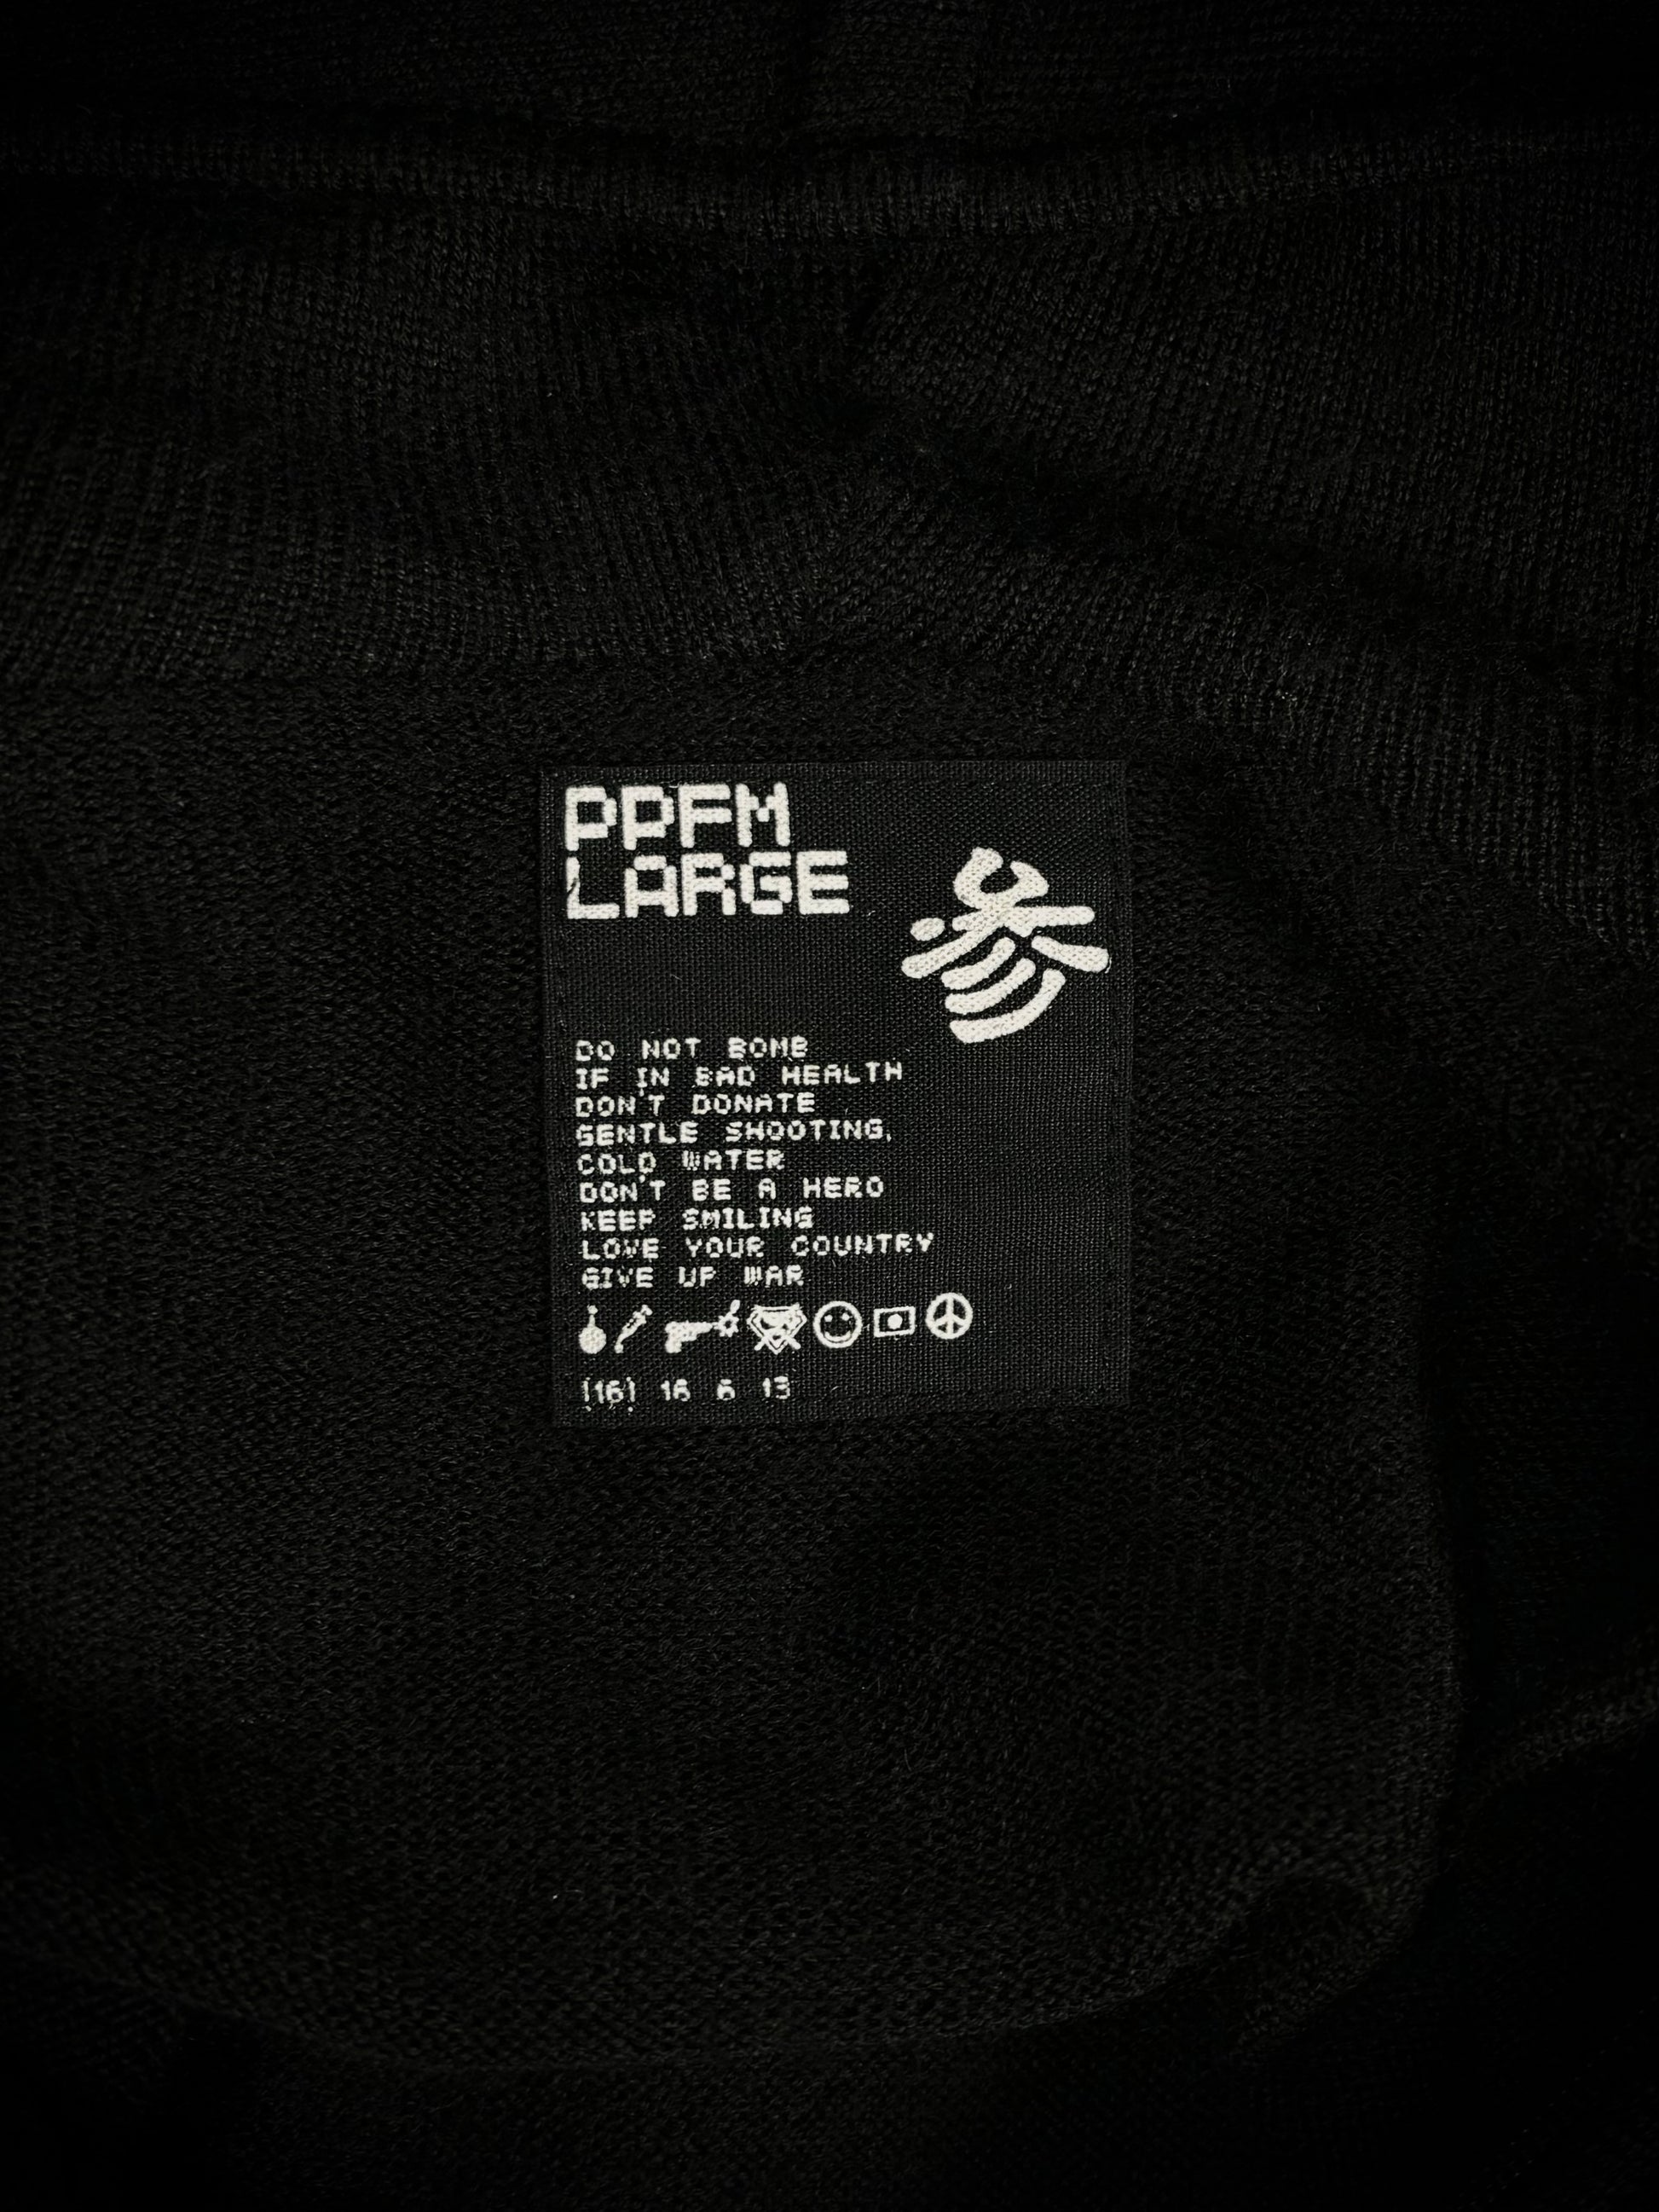 PPFM
LARGE
参
DO NOT BOMB
IF IN BAD HEALTH
DON'T DONATE
GENTLE SHOOTING,
COLD WATER
DON'T BE A HERO
KEEP SMILING
LOVE YOUR COUNTRY
GIVE UP WAR
(16) 16 6 13